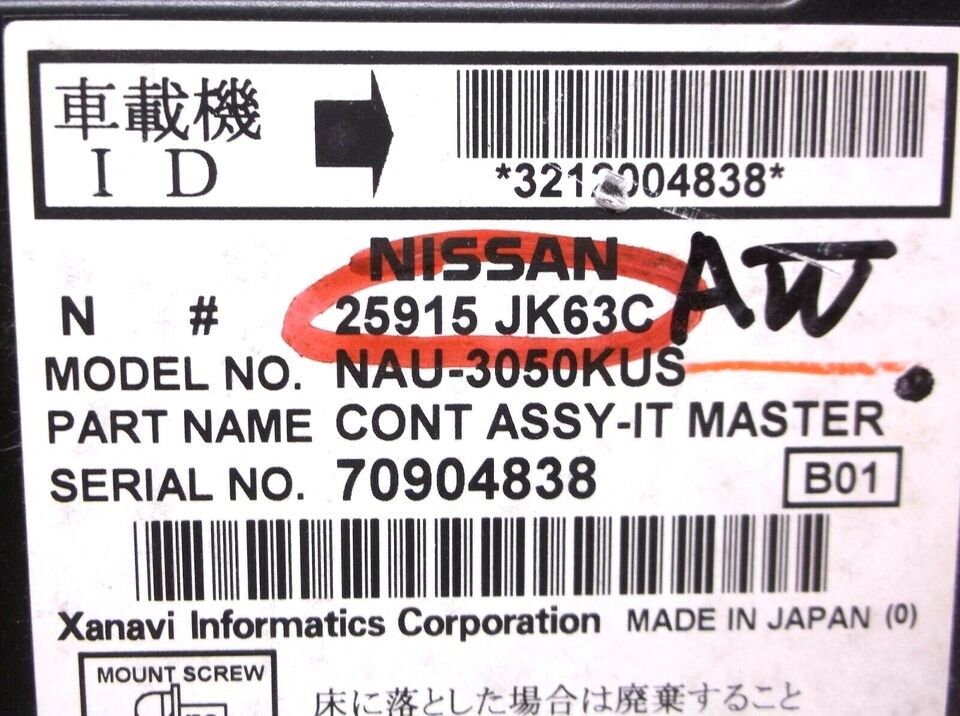 車載機
ID
*3212004838*
NISSAN
AW
N # 25915 JK63C
MODEL NO. NAU-3050KUS
PART NAME CONT ASSY-IT MASTER
SERIAL NO. 70904838
B01
Xanavi Informatics Corporation MADE IN JAPAN (0)
MOUNT SCREW
床に落とした場合は廃棄すること